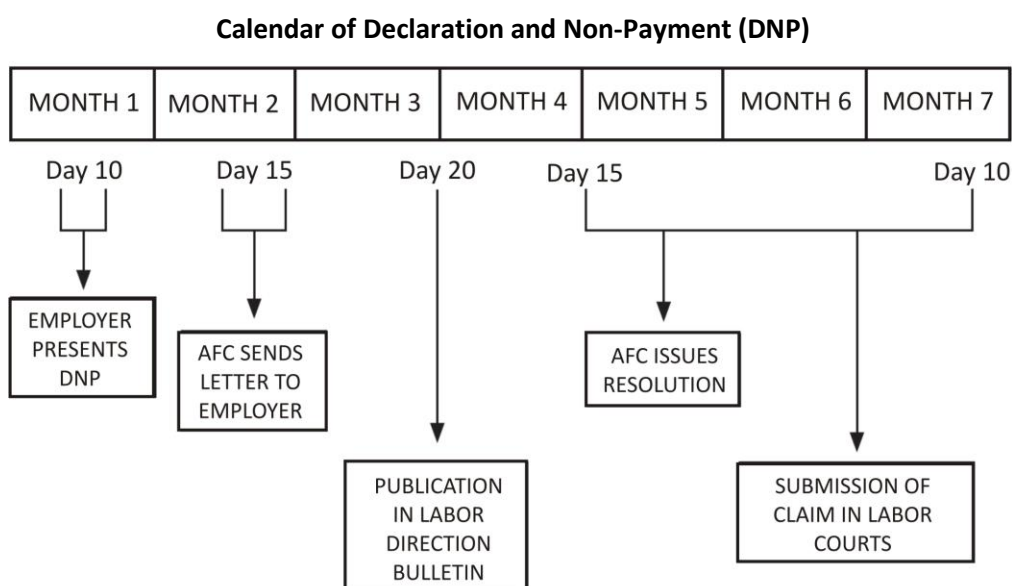 Calendar of Declaration and Non-Payment (DNP)
MONTH 1 MONTH 2 MONTH 3 MONTH 4 MONTH 5 MONTH 6 MONTH 7
Day 10 Day 15 Day 20 Day 15 Day 10
EMPLOYER
PRESENTS
DNP
AFC SENDS
LETTER TO
EMPLOYER
PUBLICATION
IN LABOR
DIRECTION
BULLETIN
AFC ISSUES
RESOLUTION
SUBMISSION OF
CLAIM IN LABOR
COURTS